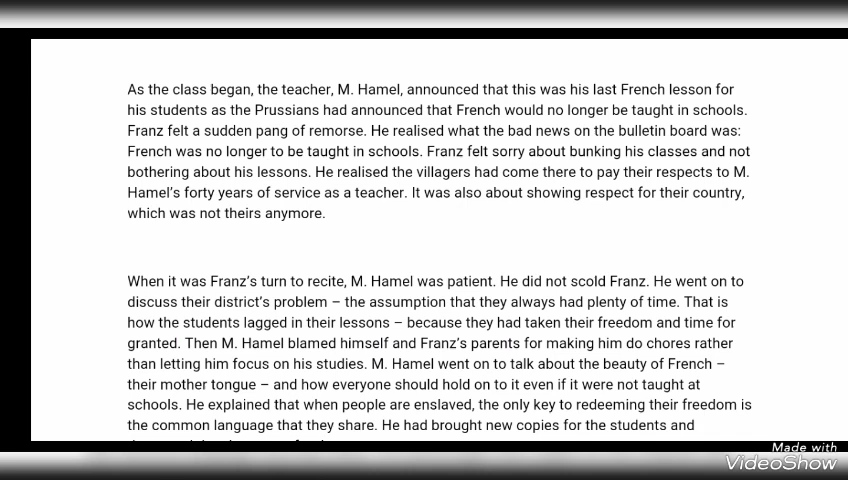 As the class began, the teacher, M. Hamel, announced that this was his last French lesson for
his students as the Prussians had announced that French would no longer be taught in schools.
Franz felt a sudden pang of remorse. He realised what the bad news on the bulletin board was:
French was no longer to be taught in schools. Franz felt sorry about bunking his classes and not
bothering about his lessons. He realised the villagers had come there to pay their respects to M.
Hamel’s forty years of service as a teacher. It was also about showing respect for their country,
which was not theirs anymore.
When it was Franz’s turn to recite, M. Hamel was patient. He did not scold Franz. He went on to
discuss their district’s problem – the assumption that they always had plenty of time. That is
how the students lagged in their lessons – because they had taken their freedom and time for
granted. Then M. Hamel blamed himself and Franz’s parents for making him do chores rather
than letting him focus on his studies. M. Hamel went on to talk about the beauty of French –
their mother tongue – and how everyone should hold on to it even if it were not taught at
schools. He explained that when people are enslaved, the only key to redeeming their freedom is
the common language that they share. He had brought new copies for the students and
Made with
VideoShow